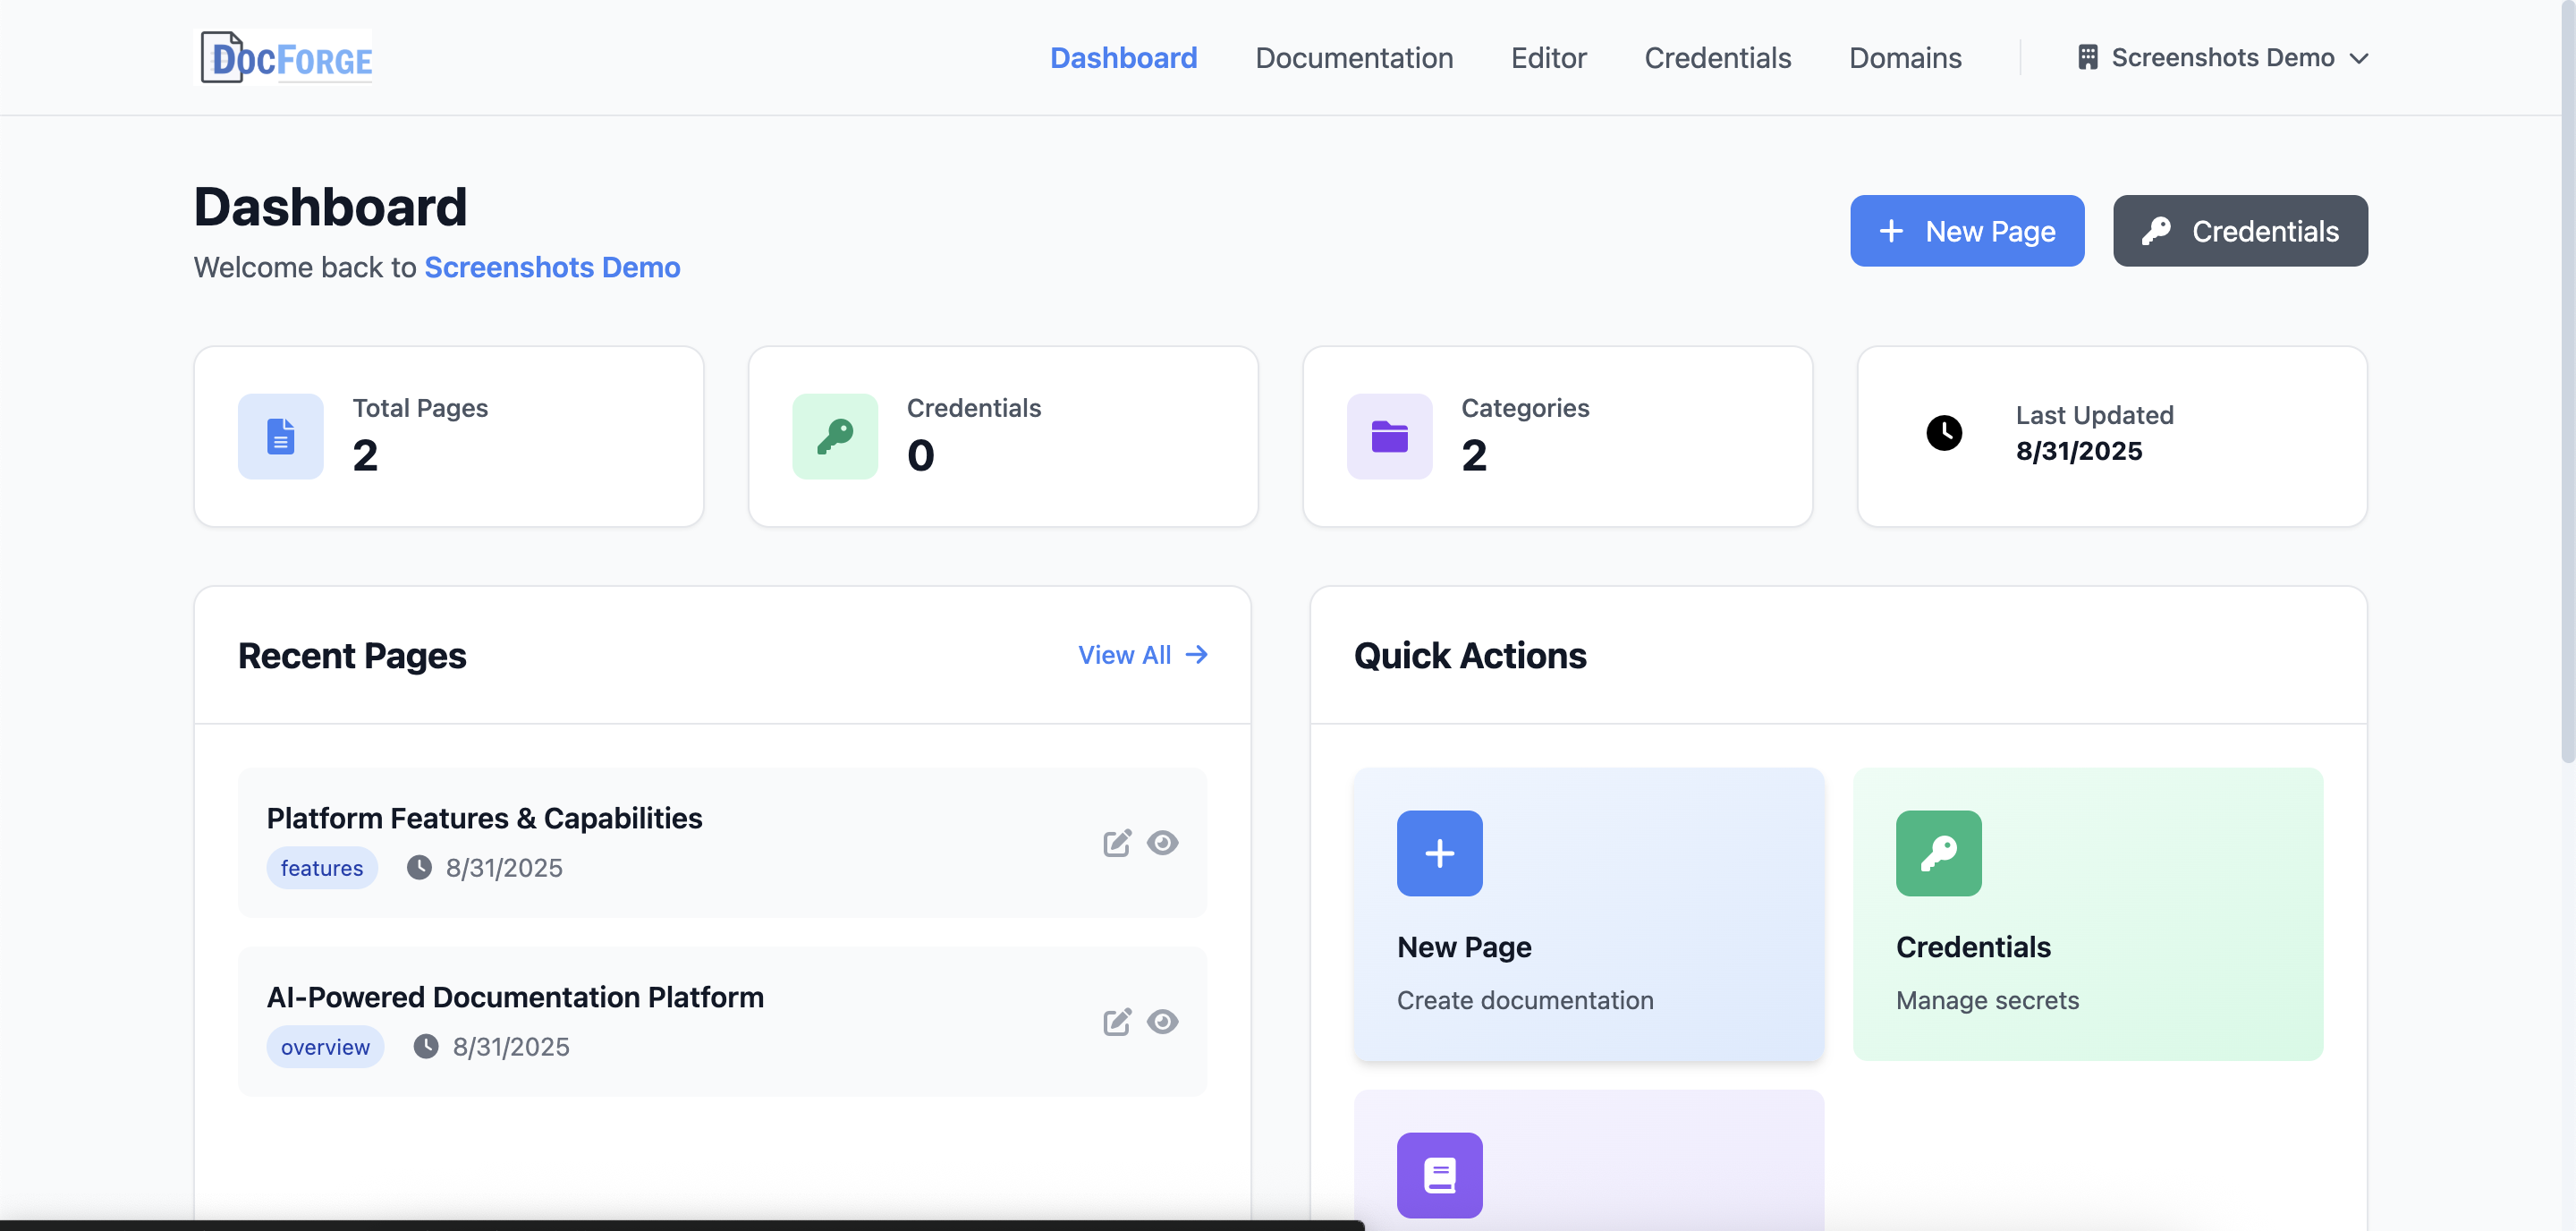 DOCFORGE
Dashboard
Documentation
Editor
Credentials
Domains
Screenshots Demo
Dashboard
Welcome back to Screenshots Demo
New Page
Credentials
Total Pages
2
Credentials
0
Categories
2
Last Updated
8/31/2025
Recent Pages
View All
Platform Features & Capabilities
features
8/31/2025
AI-Powered Documentation Platform
overview
8/31/2025
Quick Actions
New Page
Create documentation
Credentials
Manage secrets